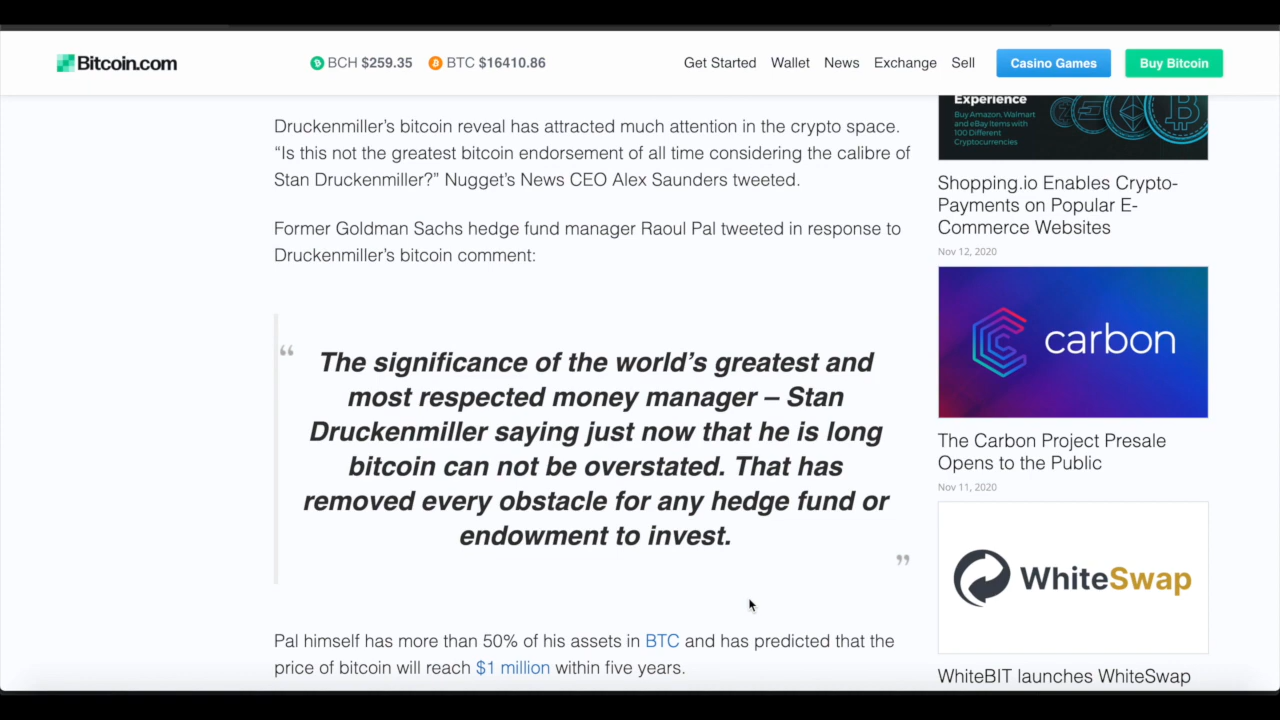 Bitcoin.com
BCH $259.35
BTC $16410.86
Get Started
Wallet
News
Exchange
Sell
Casino Games
Buy Bitcoin
Druckenmiller’s bitcoin reveal has attracted much attention in the crypto space.
“Is this not the greatest bitcoin endorsement of all time considering the calibre of
Stan Druckenmiller?” Nugget’s News CEO Alex Saunders tweeted.
Former Goldman Sachs hedge fund manager Raoul Pal tweeted in response to
Druckenmiller’s bitcoin comment:
“
The significance of the world’s greatest and
most respected money manager – Stan
Druckenmiller saying just now that he is long
bitcoin can not be overstated. That has
removed every obstacle for any hedge fund or
endowment to invest.
”
Pal himself has more than 50% of his assets in BTC and has predicted that the
price of bitcoin will reach $1 million within five years.
Experience
Buy Amazon, Walmart
and eBay Items with
100 Different
Cryptocurrencies
Shopping.io Enables Crypto-
Payments on Popular E-
Commerce Websites
Nov 12, 2020
carbon
The Carbon Project Presale
Opens to the Public
Nov 11, 2020
WhiteSwap
WhiteBIT launches WhiteSwap